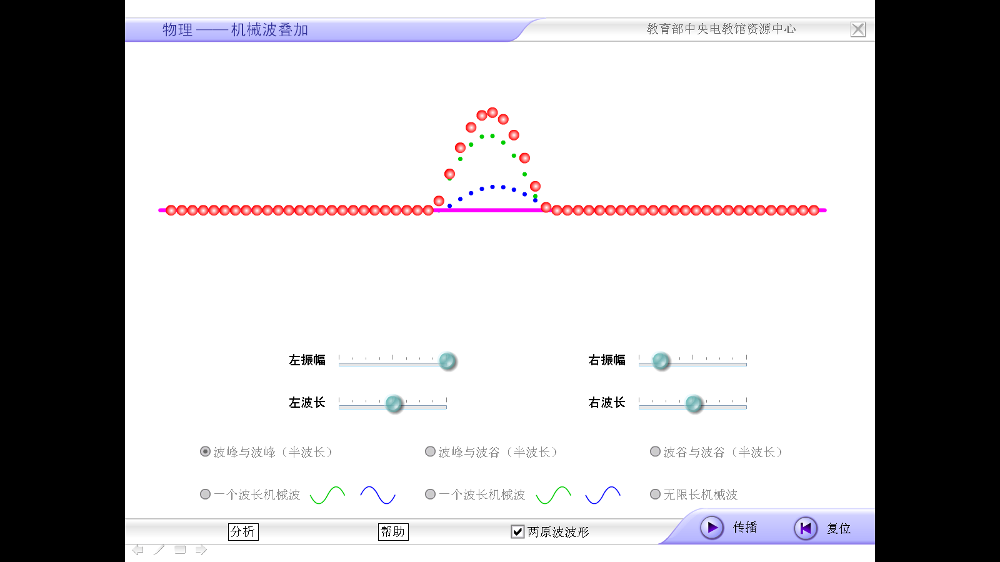 物理 —— 机械波叠加
教育部中央电教馆资源中心
左振幅
右振幅
左波长
右波长
波峰与波峰（半波长）
波峰与波谷（半波长）
波谷与波谷（半波长）
一个波长机械波
一个波长机械波
无限长机械波
分析
帮助
两原波波形
传播
复位